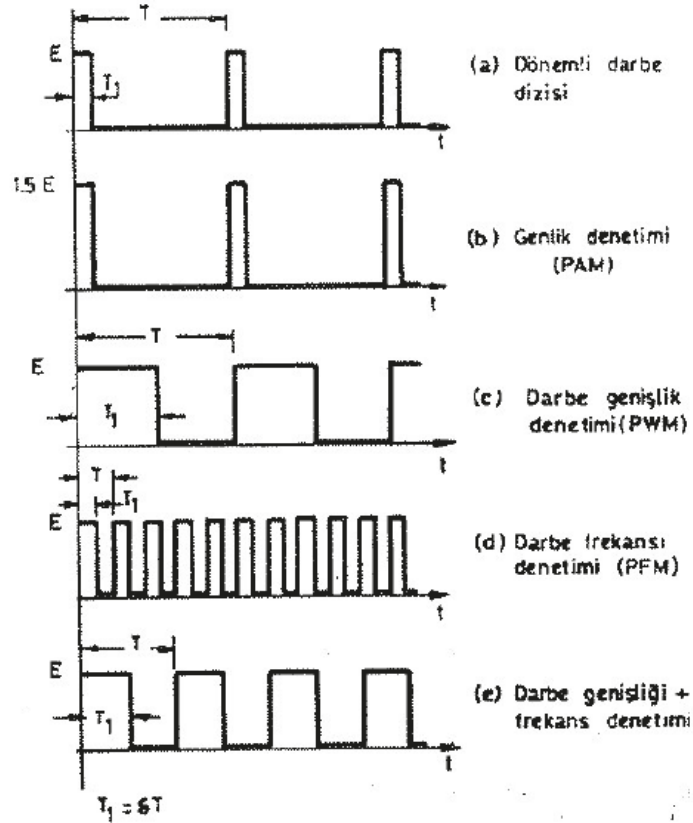 T
E
T₁
t
(a) Dönemli darbe
dizisi
1.5 E
t
(b) Genlik denetimi
(PAM)
T
E
T₁
t
(c) Darbe genişlik
denetimi (PWM)
T
T₁
E
t
(d) Darbe frekansı
denetimi (PFM)
T
E
T₁
t
(e) Darbe genişliği +
frekans denetimi
T₁ = δT